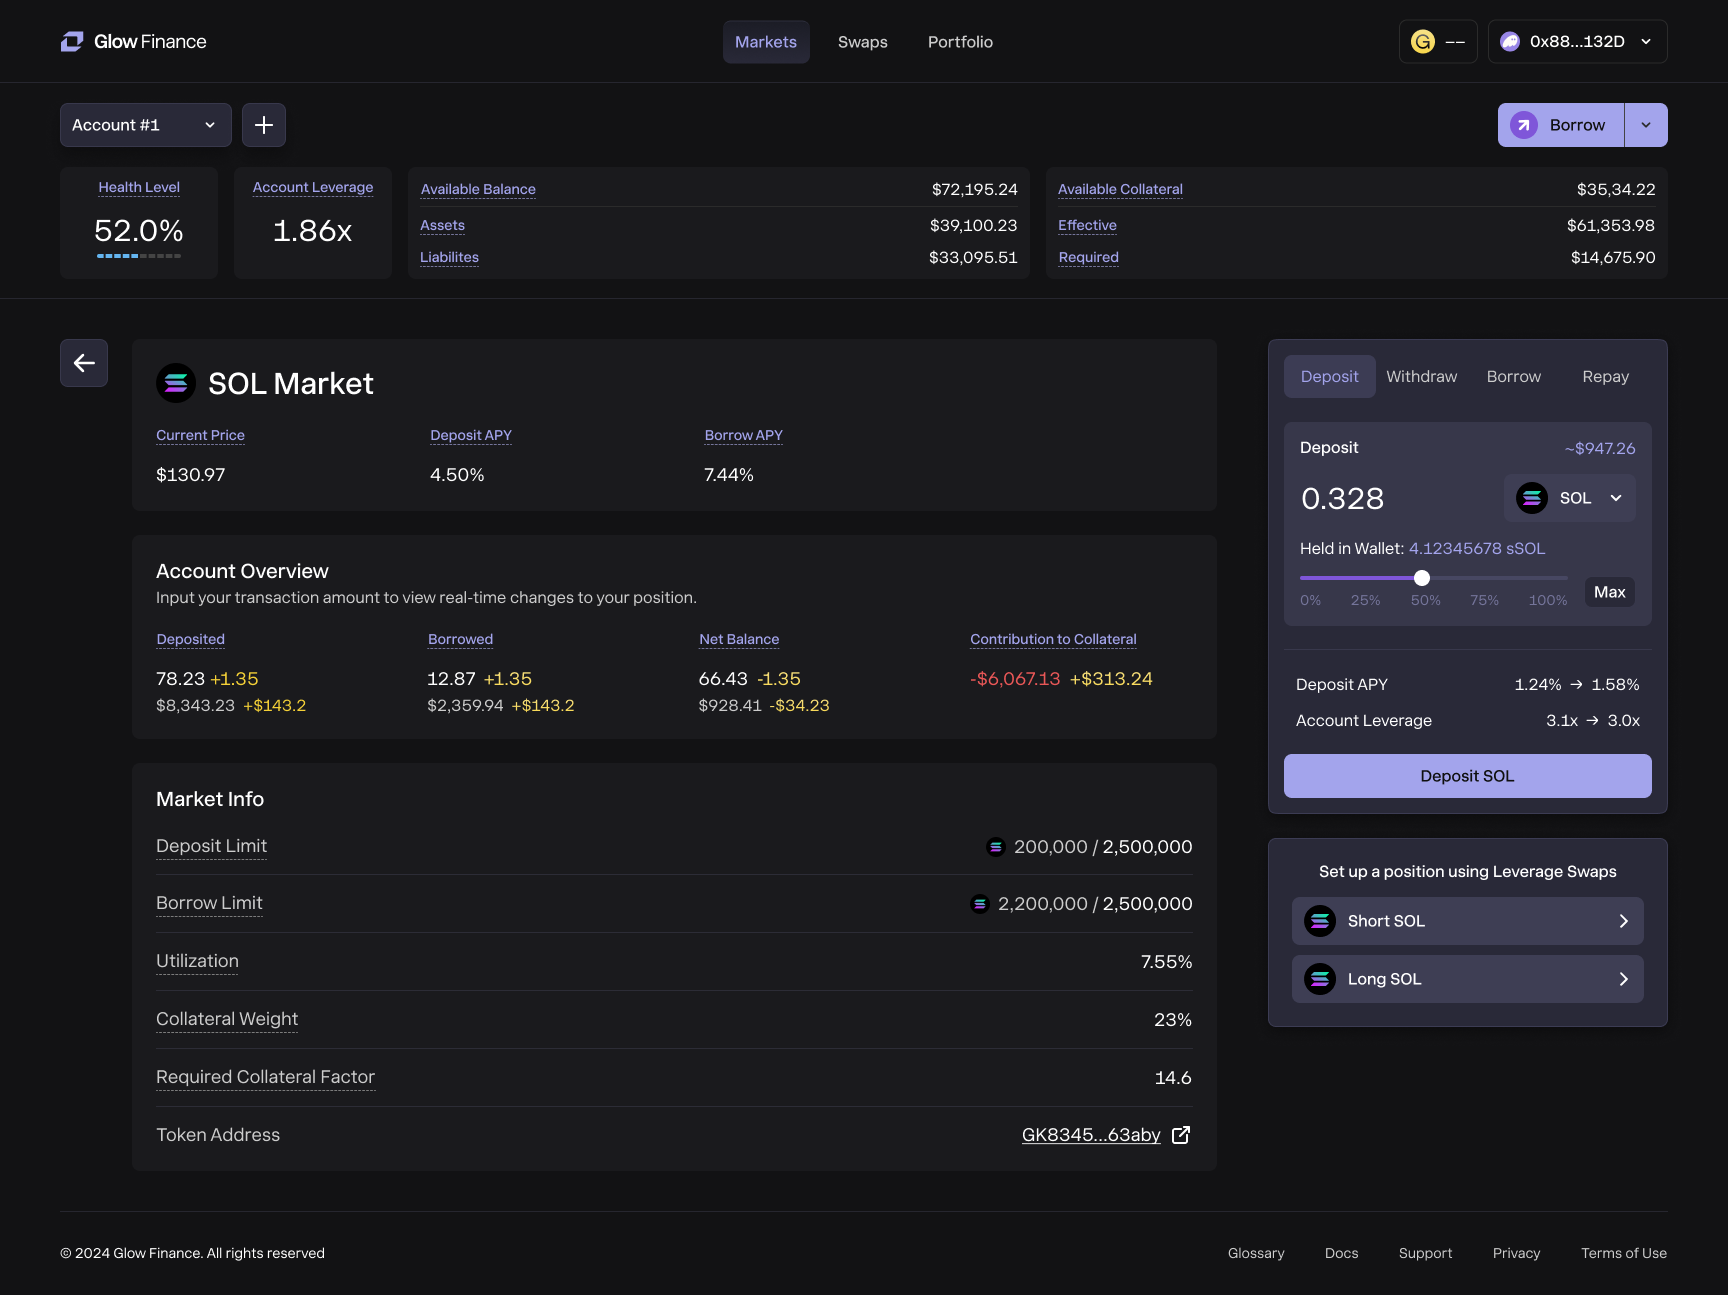 Glow Finance
Markets
Swaps
Portfolio
G --
0x88...132D
Account #1
Borrow
Health Level
52.0%
Account Leverage
1.86x
Available Balance $72,195.24
Assets $39,100.23
Liabilites $33,095.51
Available Collateral $35,34.22
Effective $61,353.98
Required $14,675.90
SOL Market
Current Price Deposit APY Borrow APY
$130.97 4.50% 7.44%
Account Overview
Input your transaction amount to view real-time changes to your position.
Deposited Borrowed Net Balance Contribution to Collateral
78.23 +1.35 12.87 +1.35 66.43 -1.35 -$6,067.13 +$313.24
$8,343.23 +$143.2 $2,359.94 +$143.2 $928.41 -$34.23
Market Info
Deposit Limit 200,000 / 2,500,000
Borrow Limit 2,200,000 / 2,500,000
Utilization 7.55%
Collateral Weight 23%
Required Collateral Factor 14.6
Token Address GK8345...63aby
Deposit Withdraw Borrow Repay
Deposit ~$947.26
0.328 SOL
Held in Wallet: 4.12345678 sSOL
0% 25% 50% 75% 100% Max
Deposit APY 1.24% → 1.58%
Account Leverage 3.1x → 3.0x
Deposit SOL
Set up a position using Leverage Swaps
Short SOL
Long SOL
© 2024 Glow Finance. All rights reserved
Glossary Docs Support Privacy Terms of Use